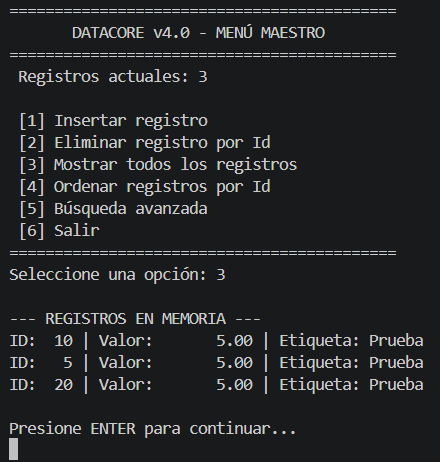 ===========================================
DATACORE v4.0 - MENÚ MAESTRO
===========================================
Registros actuales: 3
[1] Insertar registro
[2] Eliminar registro por Id
[3] Mostrar todos los registros
[4] Ordenar registros por Id
[5] Búsqueda avanzada
[6] Salir
===========================================
Seleccione una opción: 3
--- REGISTROS EN MEMORIA ---
ID:  10 | Valor:       5.00 | Etiqueta: Prueba
ID:   5 | Valor:       5.00 | Etiqueta: Prueba
ID:  20 | Valor:       5.00 | Etiqueta: Prueba
Presione ENTER para continuar...